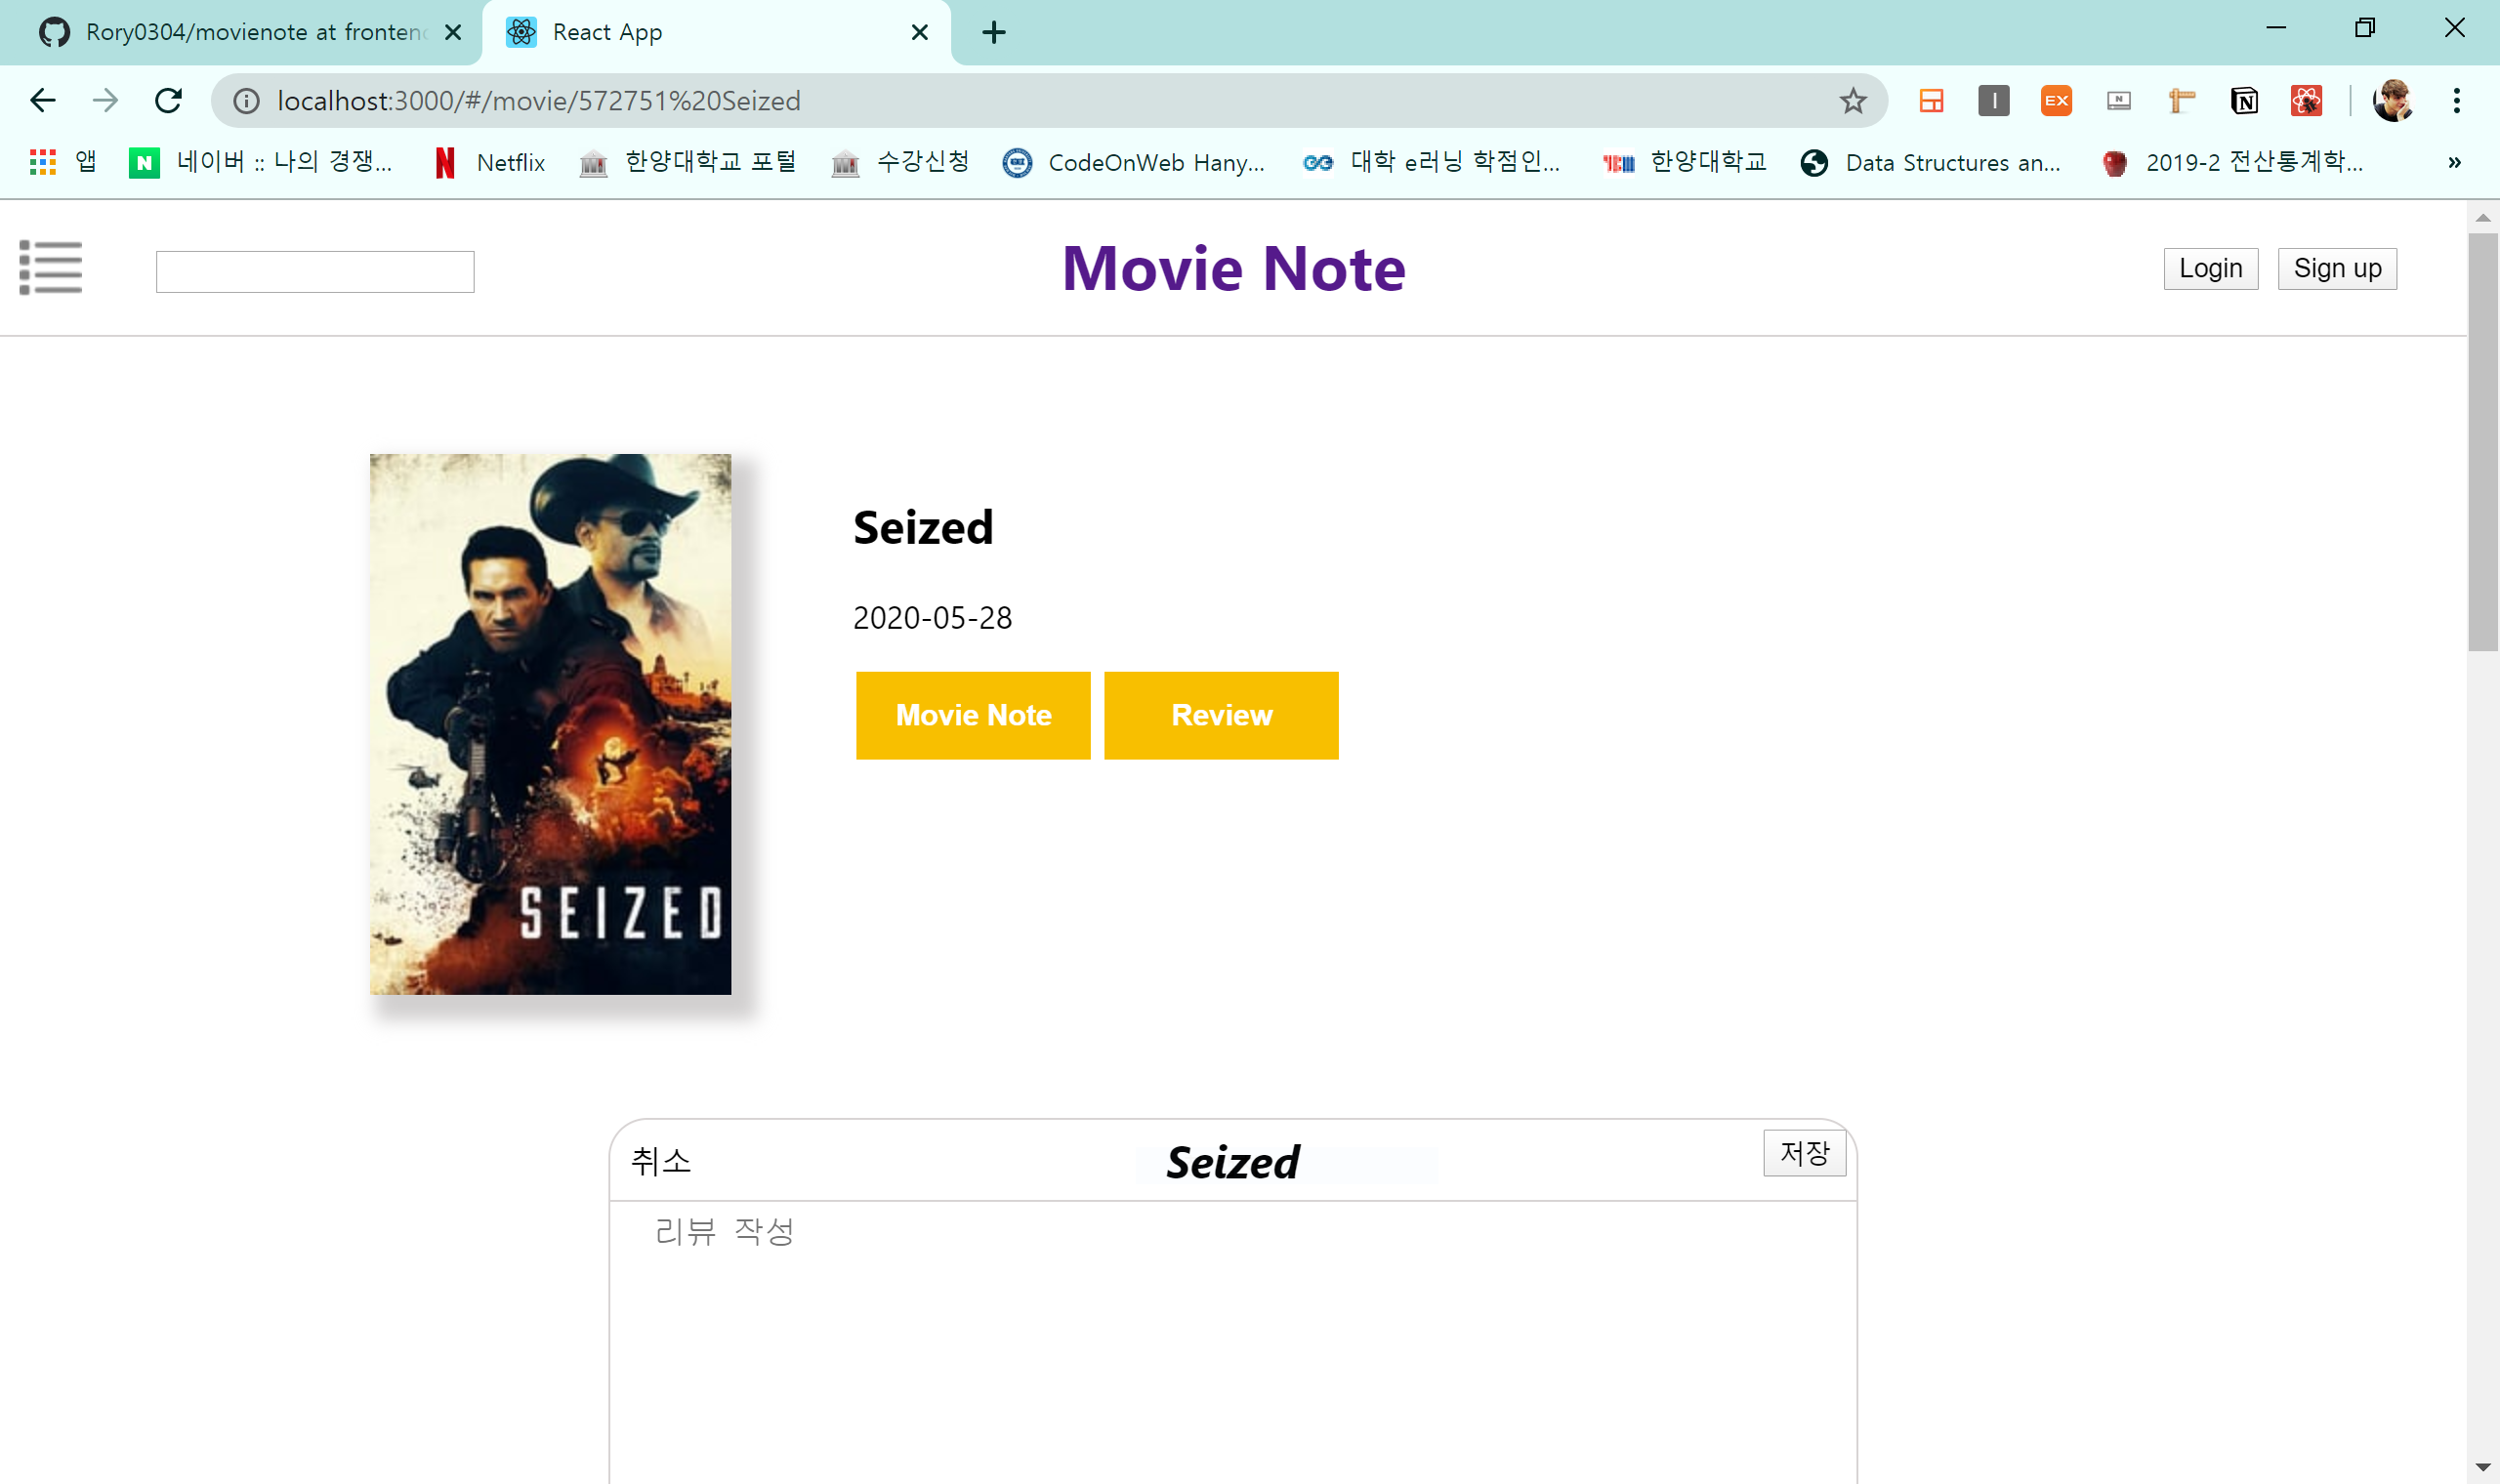 Rory0304/movienote at frontend
React App
localhost:3000/#/movie/572751%20Seized
앱
네이버 :: 나의 경쟁...
Netflix
한양대학교 포털
수강신청
CodeOnWeb Hany...
대학 e러닝 학점인...
한양대학교
Data Structures an...
2019-2 전산통계학...
»
Movie Note
Login
Sign up
SEIZED
Seized
2020-05-28
Movie Note
Review
취소
Seized
저장
리뷰 작성